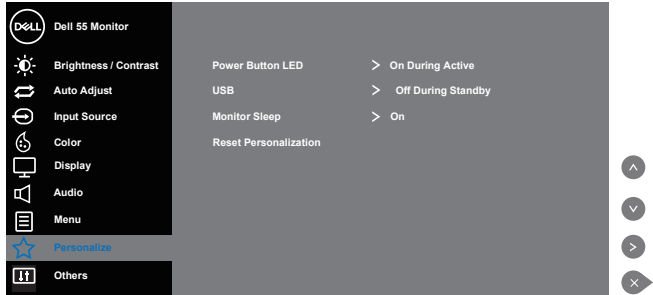 DELL Dell 55 Monitor
Brightness / Contrast Power Button LED > On During Active
Auto Adjust USB > Off During Standby
Input Source Monitor Sleep > On
Color Reset Personalization
Display
Audio
Menu
Personalize
Others